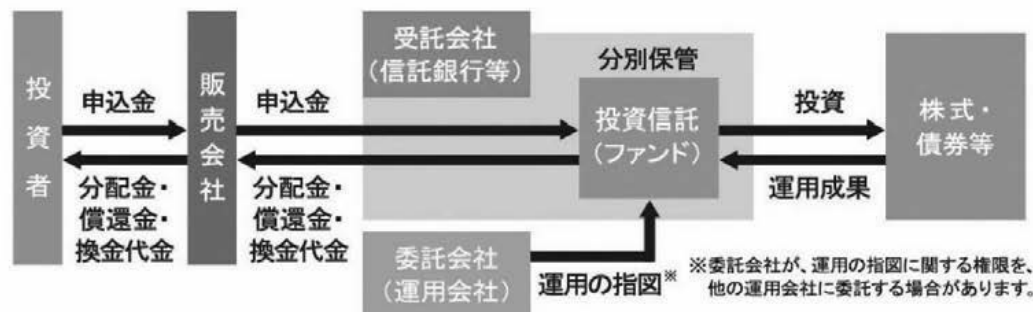 投資者
申込金
分配金・
償還金・
換金代金
販売会社
申込金
分配金・
償還金・
換金代金
受託会社
(信託銀行等)
分別保管
投資信託
(ファンド)
委託会社
(運用会社)
運用の指図※
投資
運用成果
株式・
債券等
※委託会社が、運用の指図に関する権限を、
他の運用会社に委託する場合があります。